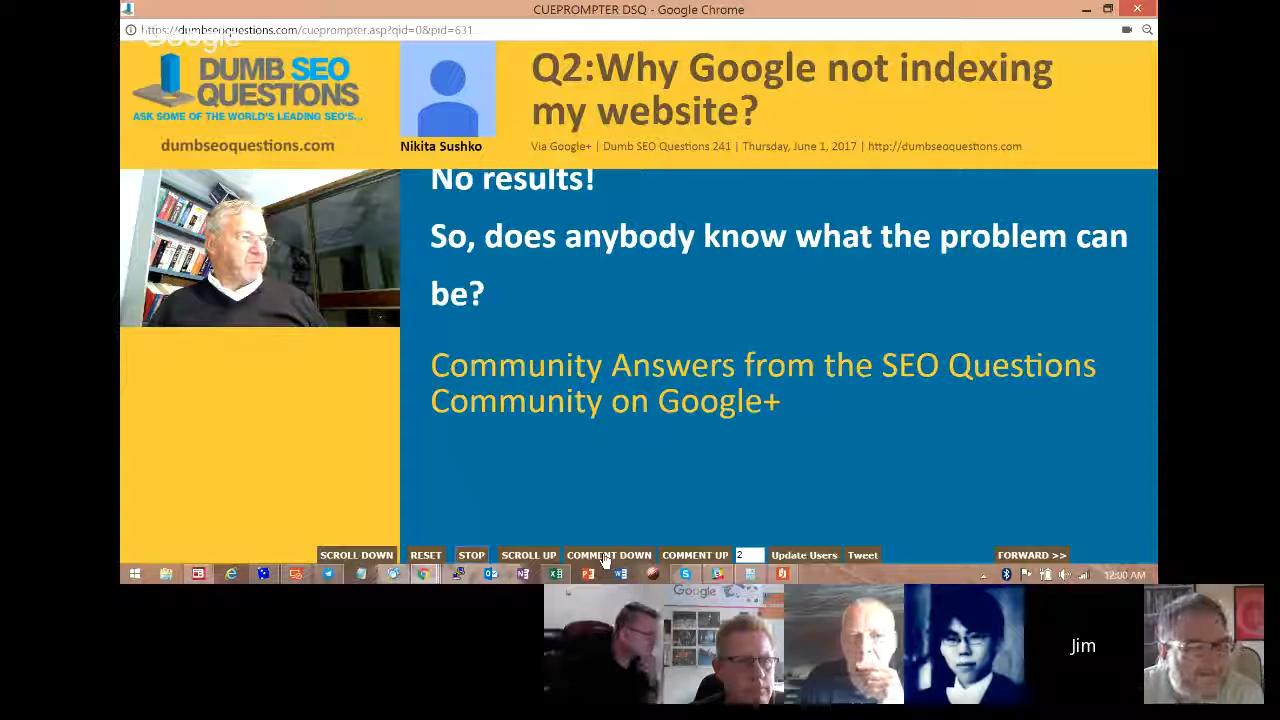 CUEPROMPTER DSQ - Google Chrome
https://dumbseoquestions.com/cueprompter.asp?qid=0&pid=631...
Google
DUMB SEO
QUESTIONS
ASK SOME OF THE WORLD'S LEADING SEO'S...
dumbseoquestions.com
Nikita Sushko
Q2:Why Google not indexing
my website?
Via Google+ | Dumb SEO Questions 241 | Thursday, June 1, 2017 | http://dumbseoquestions.com
No results!
So, does anybody know what the problem can
be?
Community Answers from the SEO Questions
Community on Google+
SCROLL DOWN RESET STOP SCROLL UP COMMENT DOWN COMMENT UP 2 Update Users Tweet FORWARD >>
12:00 AM
Google
Jim